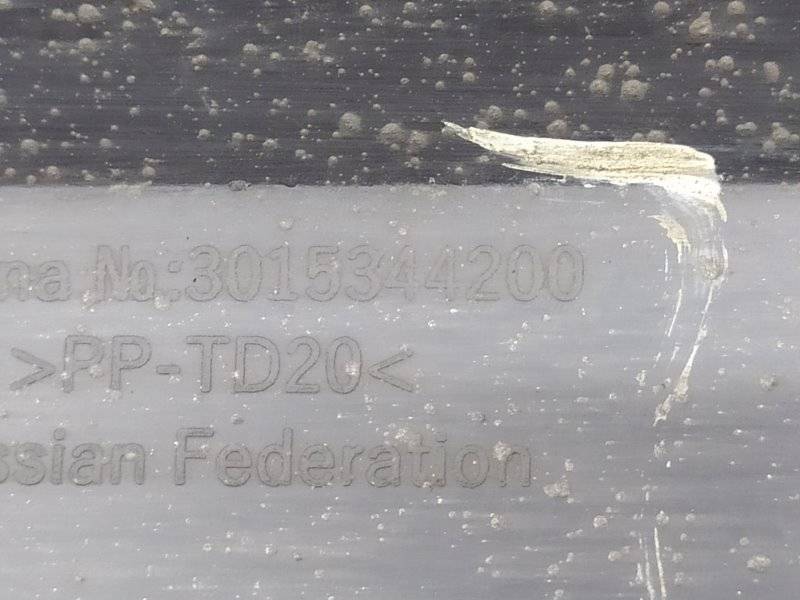 na №:3015344200
>PP-TD20<
ssian Federation